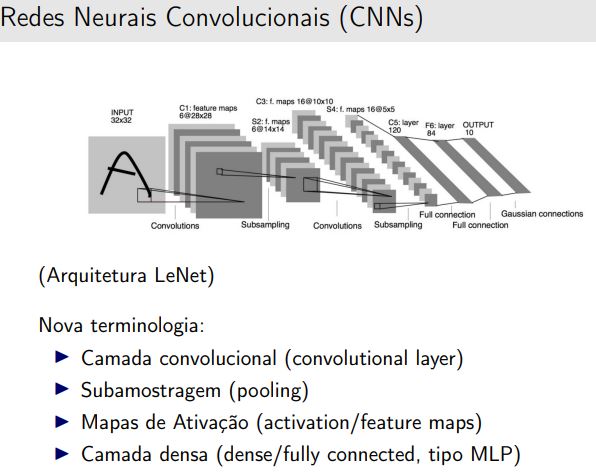 Redes Neurais Convolucionais (CNNs)
INPUT
32x32
C1: feature maps
6@28x28
S2: f. maps
6@14x14
C3: f. maps 16@10x10
S4: f. maps 16@5x5
C5: layer
120
F6: layer
84
OUTPUT
10
Convolutions
Subsampling
Convolutions
Subsampling
Full connection
Full connection
Gaussian connections
(Arquitetura LeNet)
Nova terminologia:
Camada convolucional (convolutional layer)
Subamostragem (pooling)
Mapas de Ativação (activation/feature maps)
Camada densa (dense/fully connected, tipo MLP)